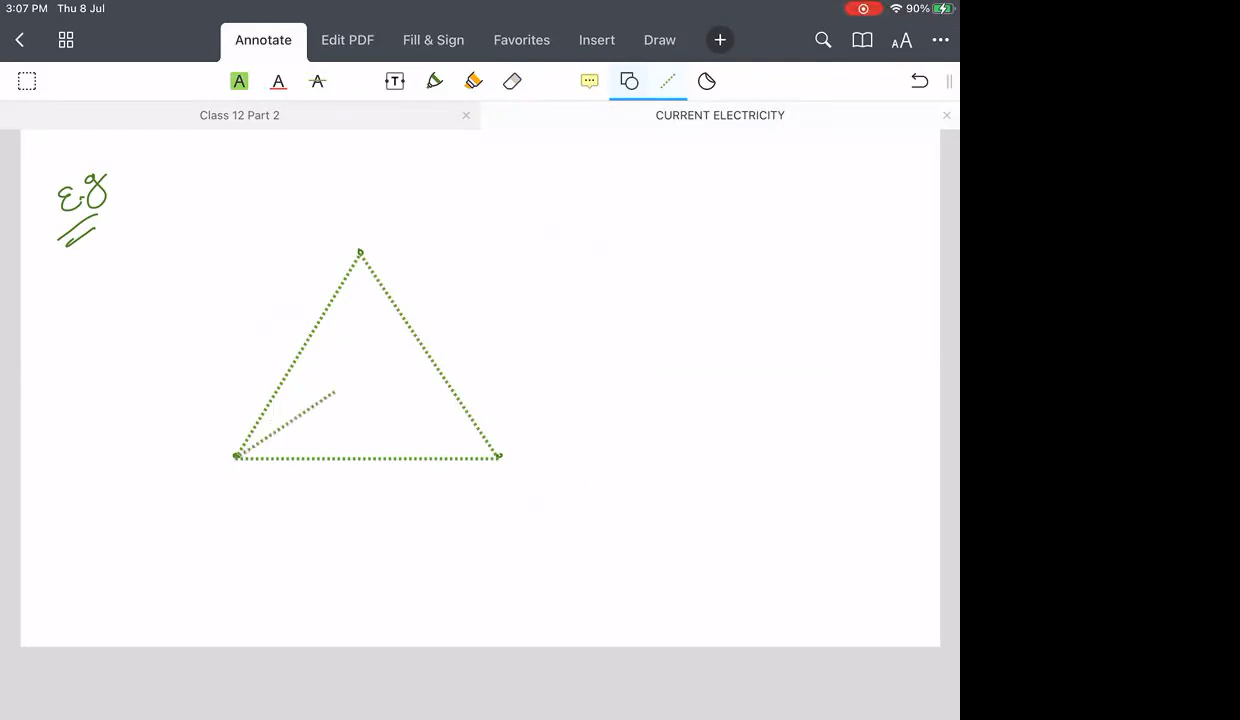 3:07 PM Thu 8 Jul 90%
Annotate Edit PDF Fill & Sign Favorites Insert Draw +
A A A T
Class 12 Part 2 CURRENT ELECTRICITY
E.g